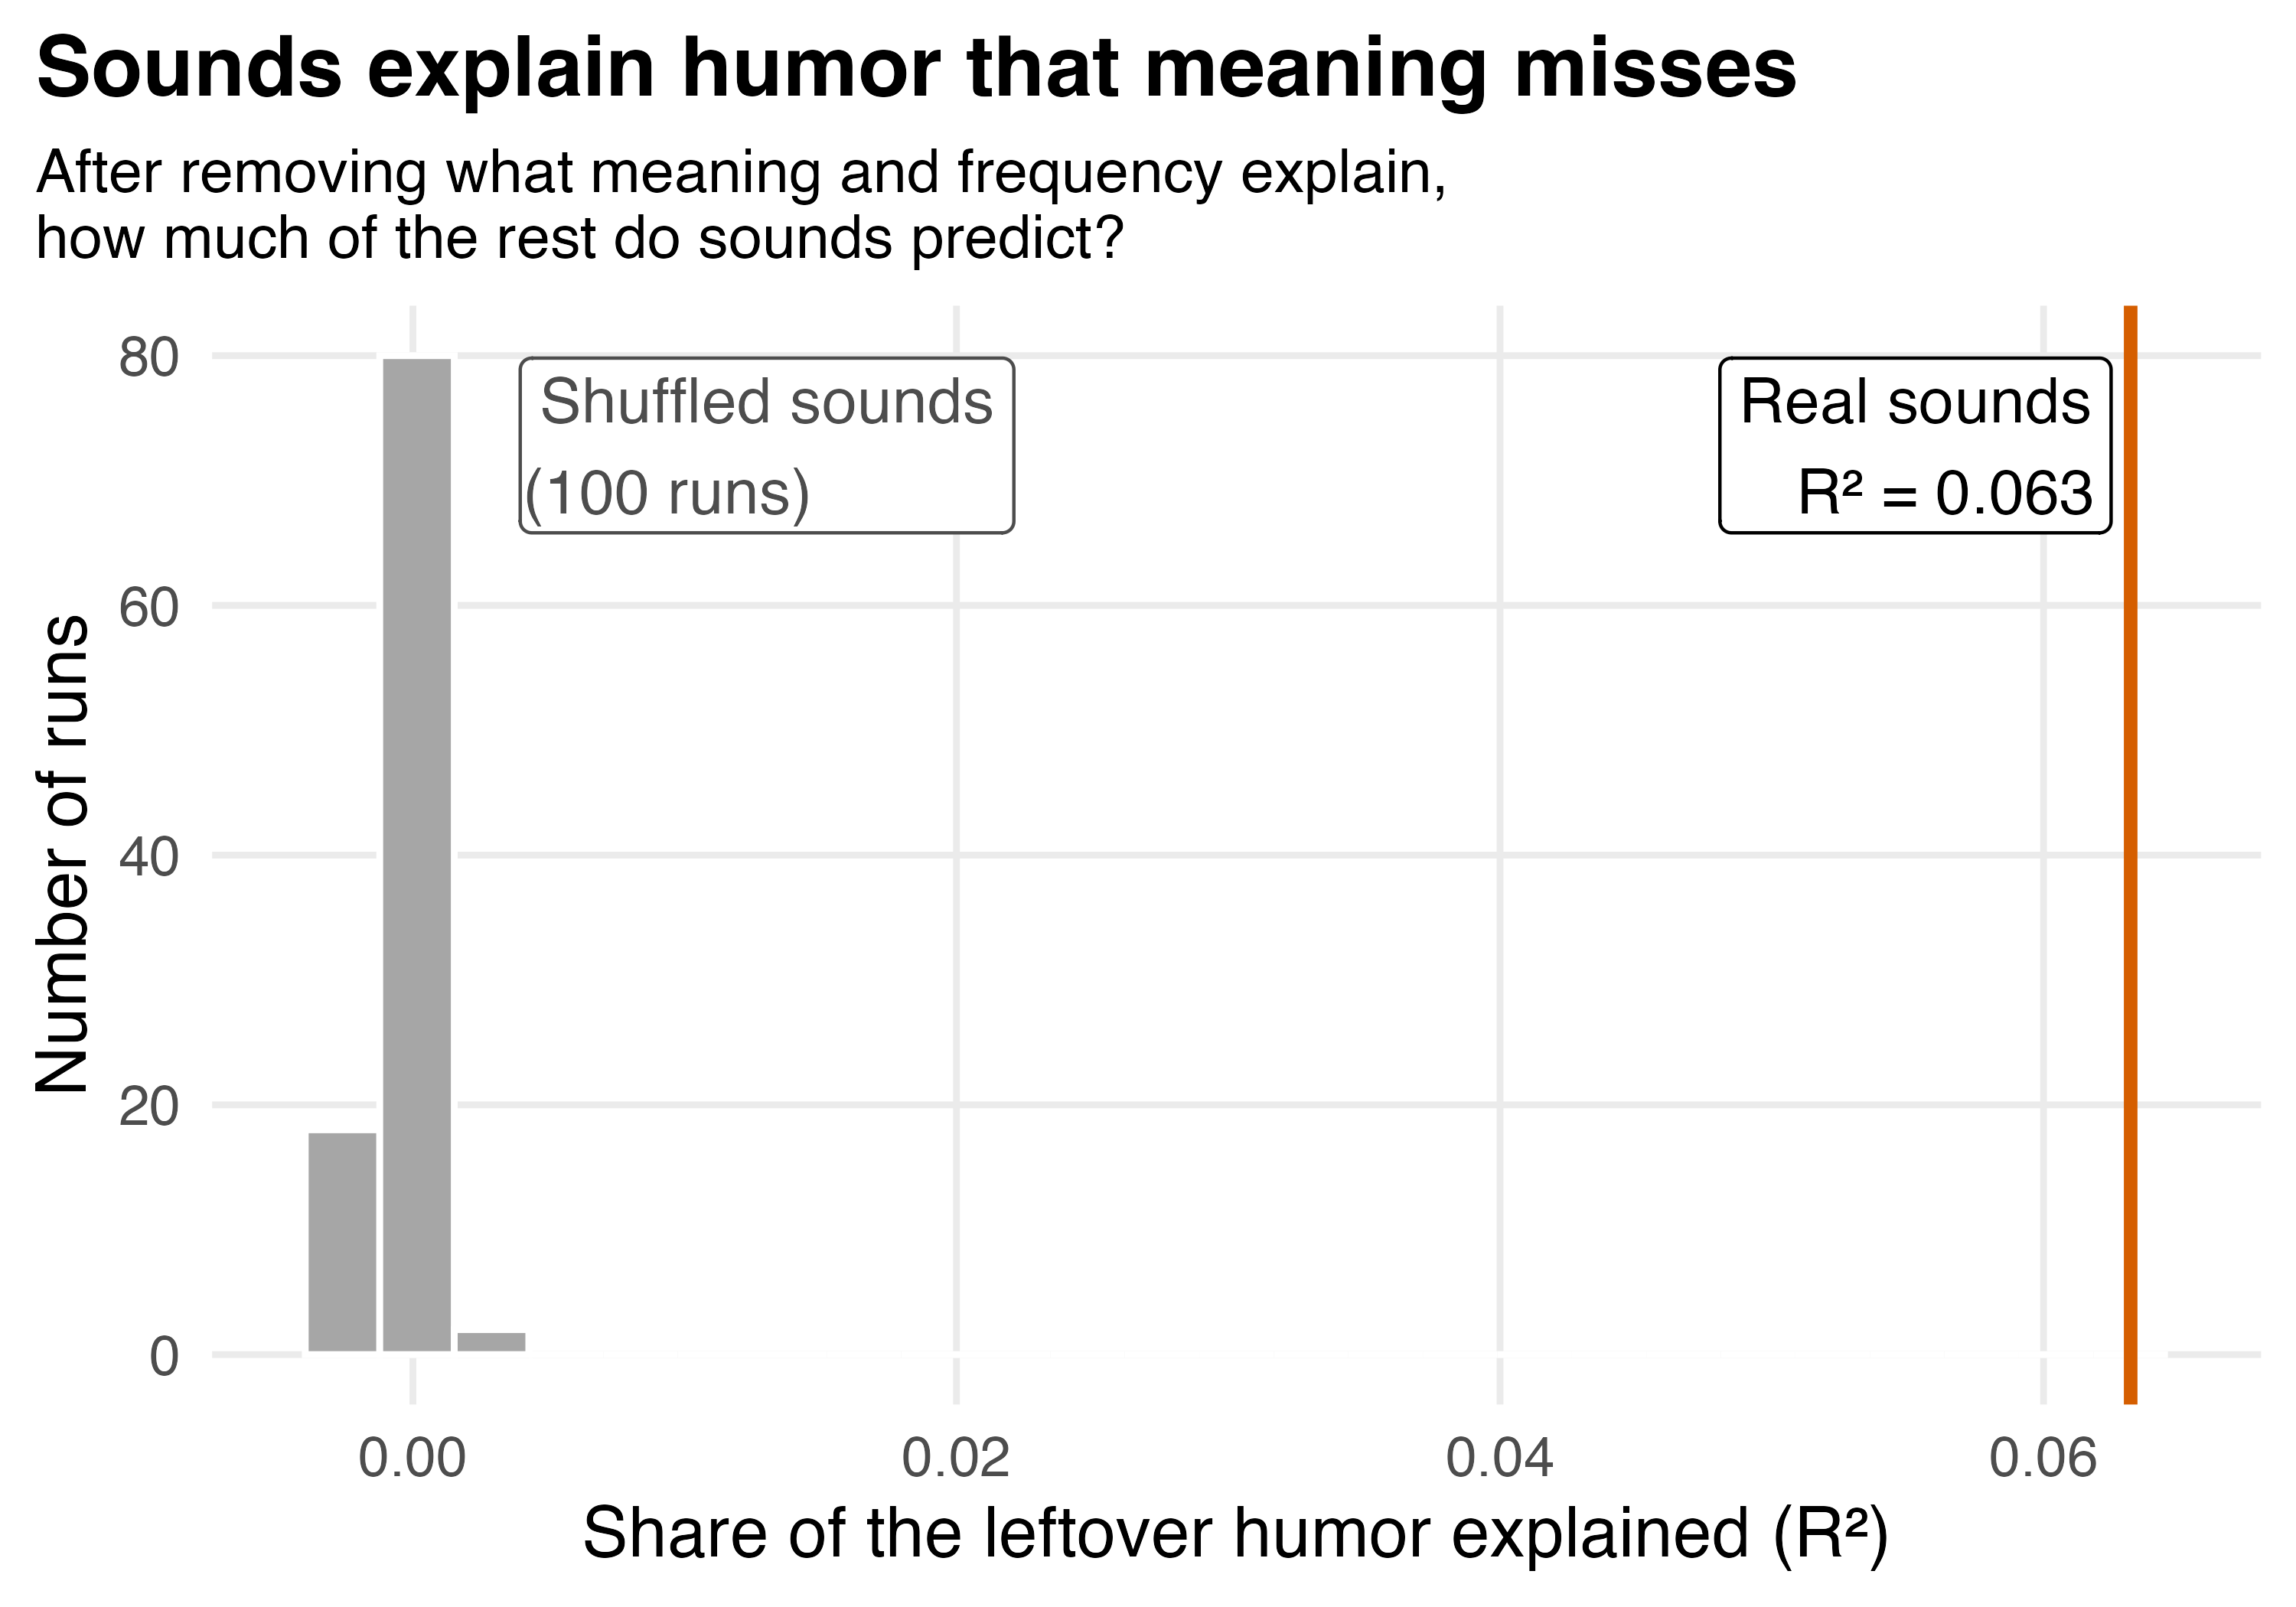 Sounds explain humor that meaning misses
After removing what meaning and frequency explain,
how much of the rest do sounds predict?
80
60
40
20
0
Number of runs
Shuffled sounds
(100 runs)
Real sounds
R² = 0.063
0.00
0.02
0.04
0.06
Share of the leftover humor explained (R²)